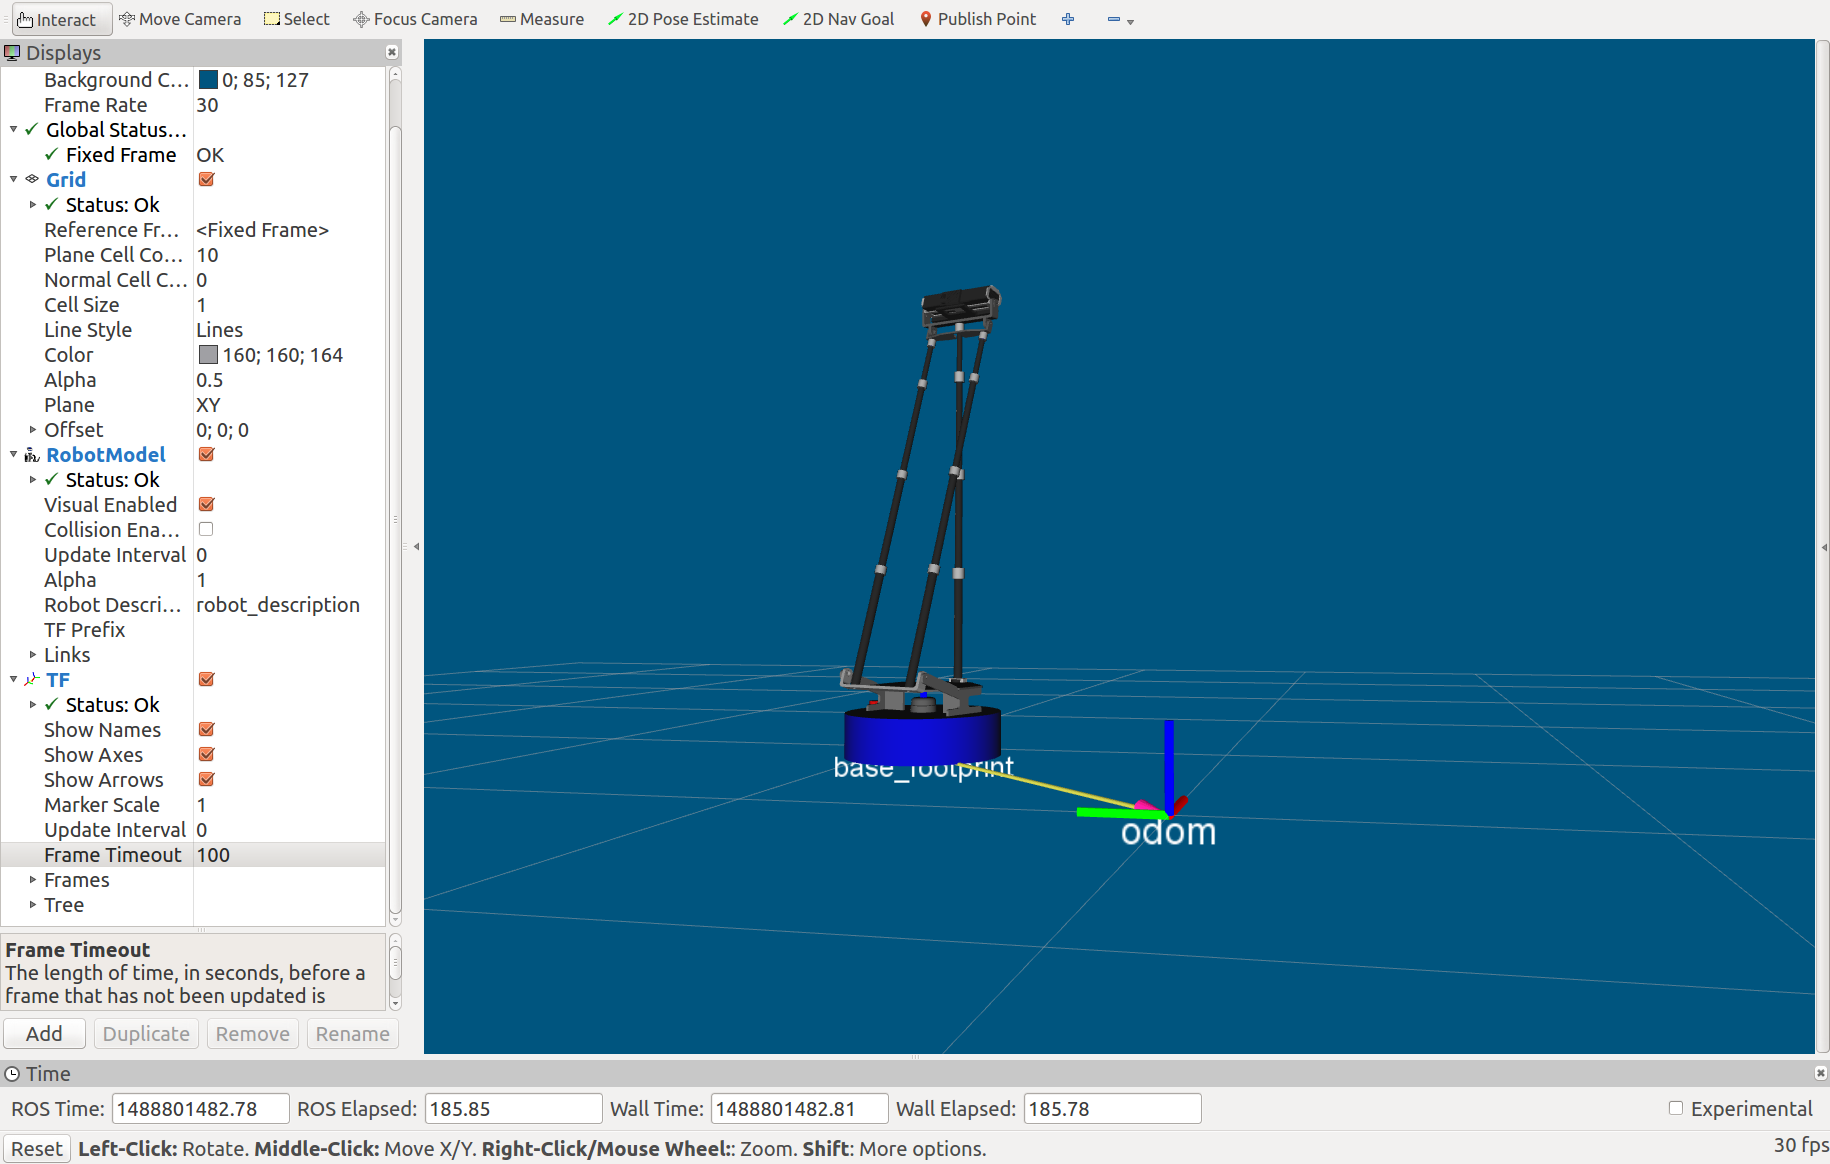 Interact Move Camera Select Focus Camera Measure 2D Pose Estimate 2D Nav Goal Publish Point
Displays
Background C... 0; 85; 127
Frame Rate 30
Global Status...
Fixed Frame OK
Grid
Status: Ok
Reference Fr... <Fixed Frame>
Plane Cell Co... 10
Normal Cell C... 0
Cell Size 1
Line Style Lines
Color 160; 160; 164
Alpha 0.5
Plane XY
Offset 0; 0; 0
RobotModel
Status: Ok
Visual Enabled
Collision Ena...
Update Interval 0
Alpha 1
Robot Descri... robot_description
TF Prefix
Links
TF
Status: Ok
Show Names
Show Axes
Show Arrows
Marker Scale 1
Update Interval 0
Frame Timeout 100
Frames
Tree
Frame Timeout
The length of time, in seconds, before a
frame that has not been updated is
Add Duplicate Remove Rename
base_footprint
odom
Time
ROS Time: 1488801482.78 ROS Elapsed: 185.85 Wall Time: 1488801482.81 Wall Elapsed: 185.78 Experimental
Reset Left-Click: Rotate. Middle-Click: Move X/Y. Right-Click/Mouse Wheel:: Zoom. Shift: More options. 30 fps